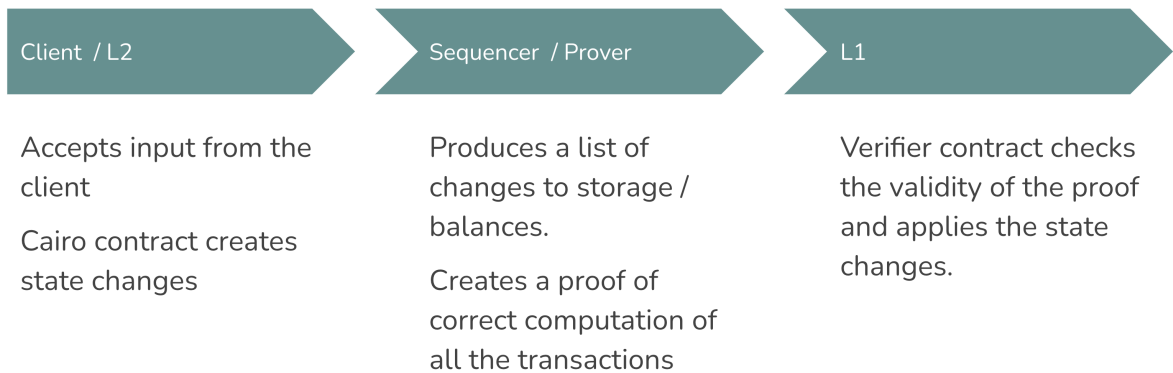 Client / L2
Accepts input from the
client
Cairo contract creates
state changes
Sequencer / Prover
Produces a list of
changes to storage /
balances.
Creates a proof of
correct computation of
all the transactions
L1
Verifier contract checks
the validity of the proof
and applies the state
changes.